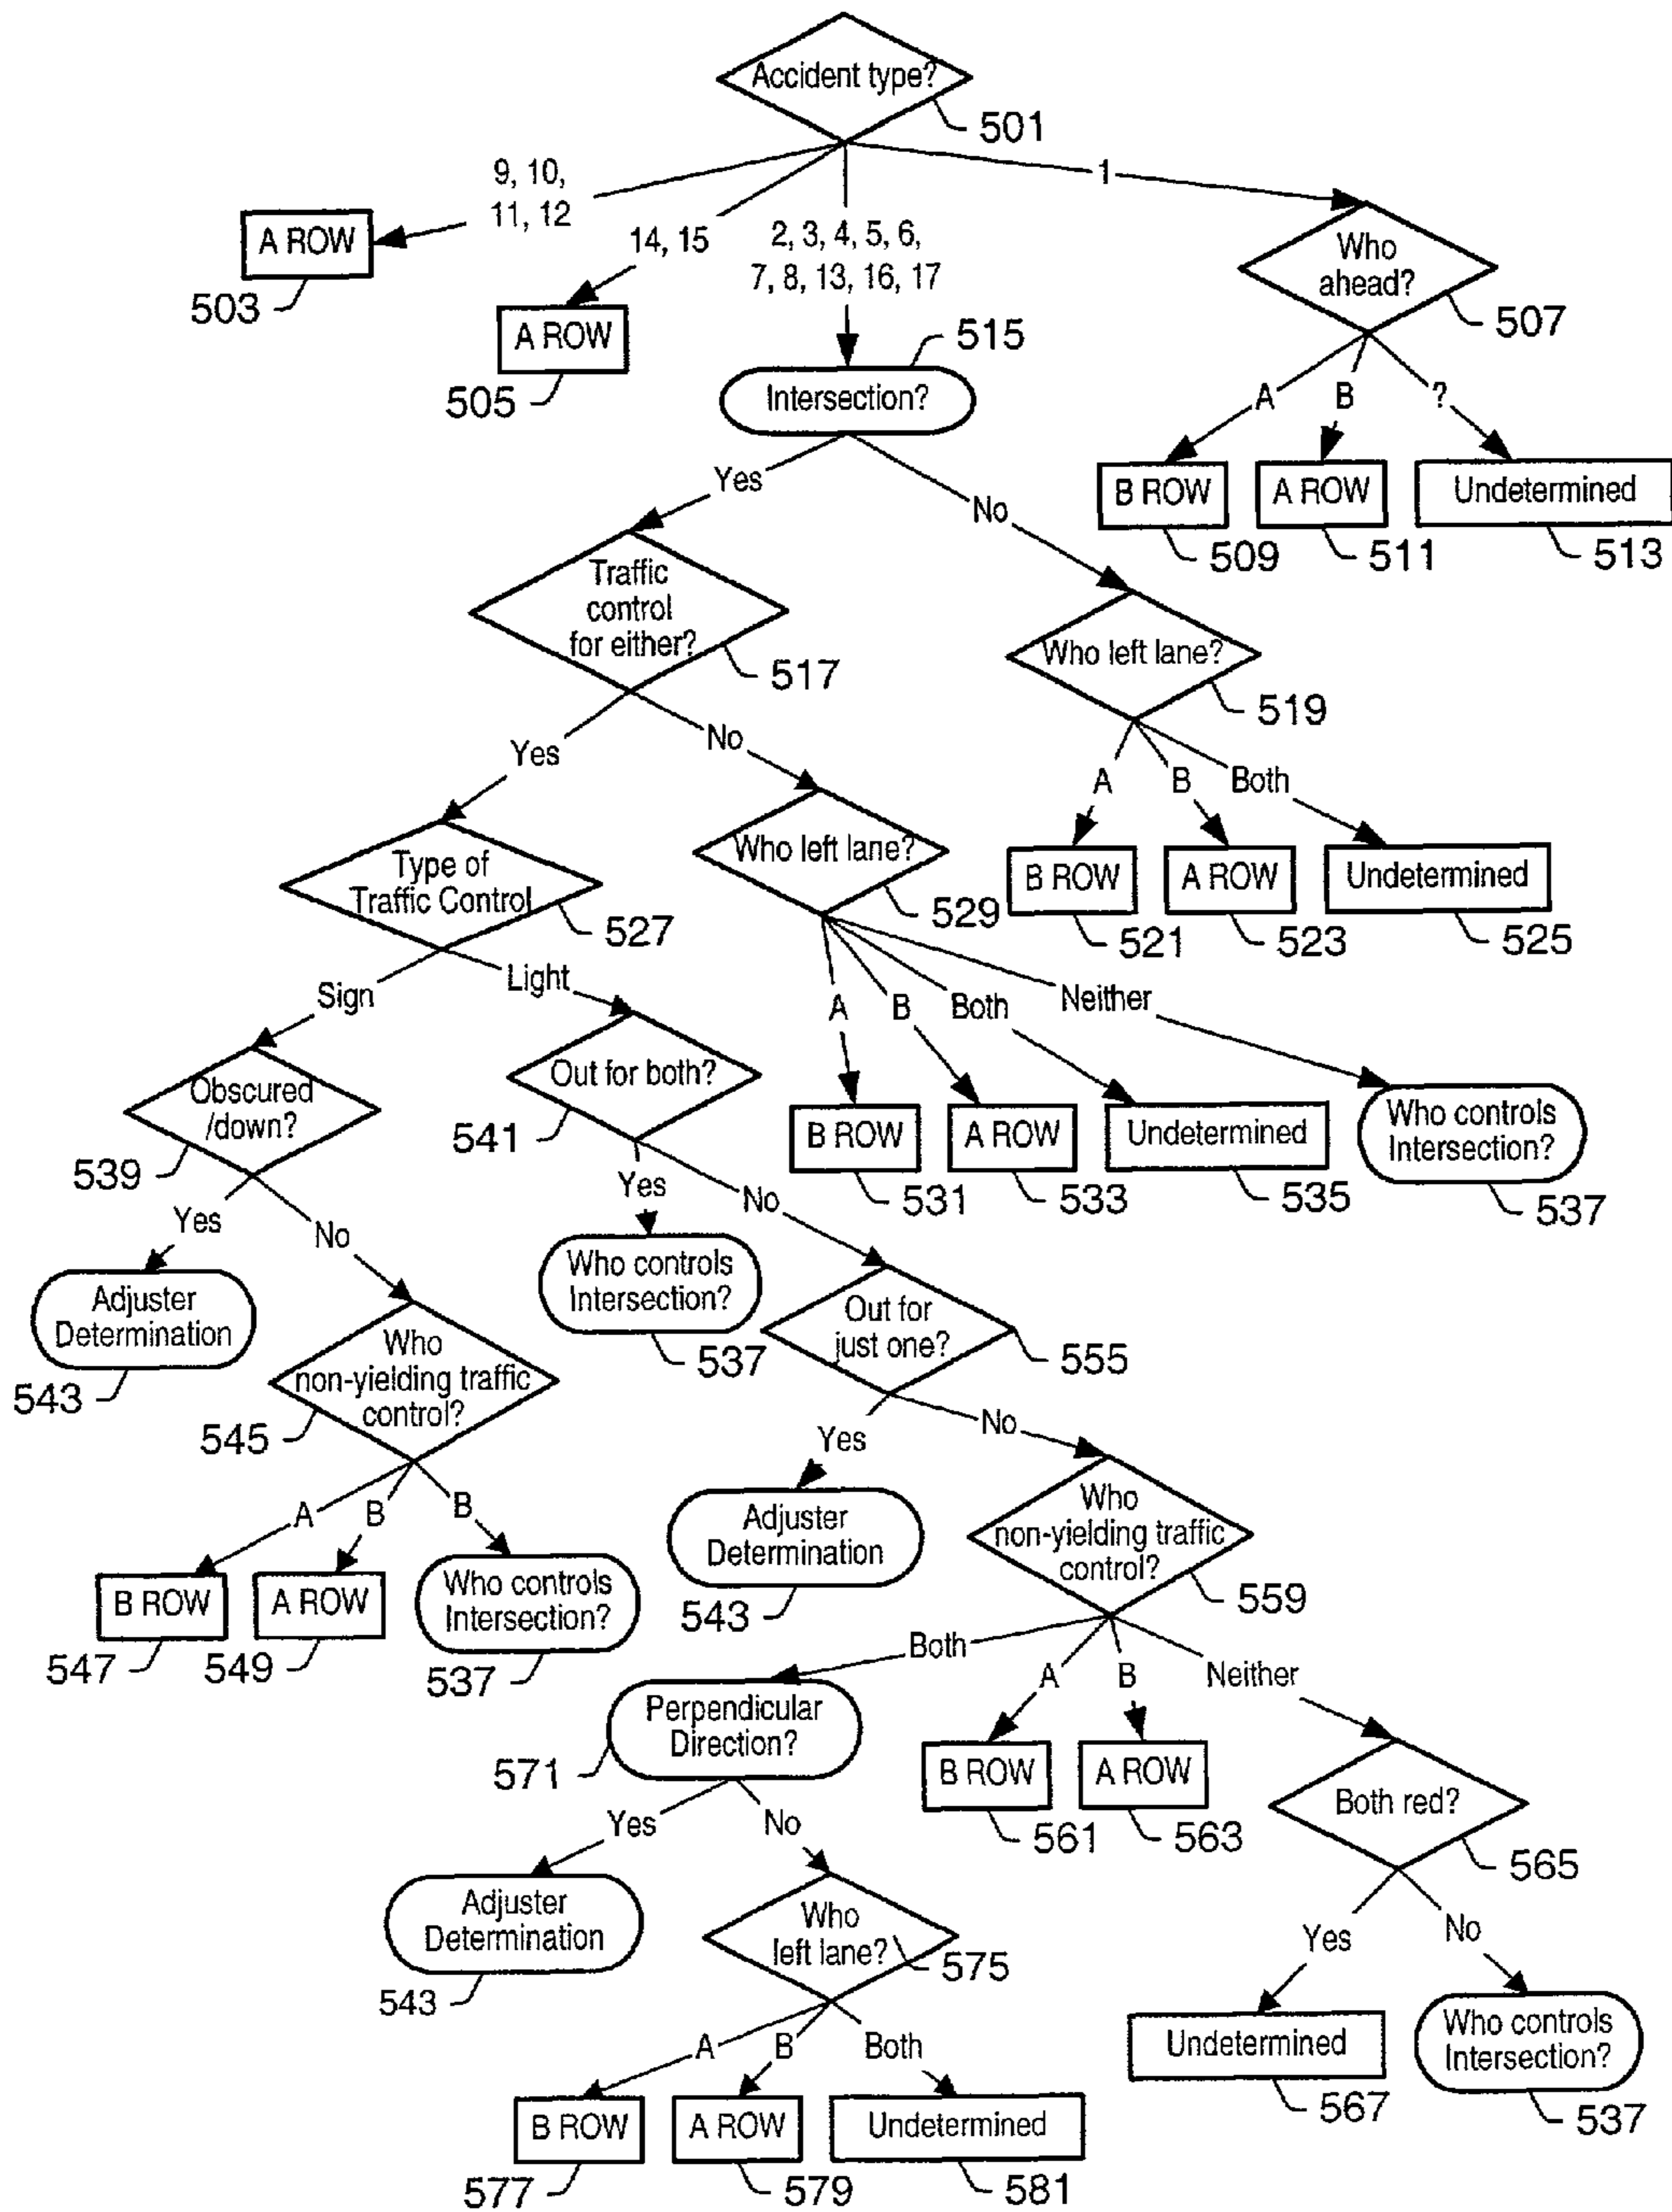 Accident type?
501
9, 10,
11, 12
14, 15
2, 3, 4, 5, 6,
7, 8, 13, 16, 17
1
A ROW
503
A ROW
505
Who
ahead?
507
515
Intersection?
A
B
?
B ROW
A ROW
Undetermined
509
511
513
Yes
No
Traffic
control
for either?
517
Who left lane?
519
Yes
No
A
B
Both
B ROW
A ROW
Undetermined
521
523
525
Type of
Traffic Control
527
Who left lane?
529
Sign
Light
A
B
Both
Neither
Obscured
/down?
539
Out for both?
541
B ROW
A ROW
Undetermined
Who controls
Intersection?
531
533
535
537
Yes
No
Yes
No
Adjuster
Determination
543
Who controls
Intersection?
537
Who
non-yielding traffic
control?
545
Out for
just one?
555
Yes
No
A
B
B
B ROW
A ROW
Who controls
Intersection?
547
549
537
Adjuster
Determination
543
Who
non-yielding traffic
control?
559
Both
A
B
Neither
Perpendicular
Direction?
571
B ROW
A ROW
561
563
Both red?
565
Yes
No
Adjuster
Determination
543
Who
left lane?
575
Yes
No
A
B
Both
Undetermined
567
Who controls
Intersection?
537
B ROW
A ROW
Undetermined
577
579
581